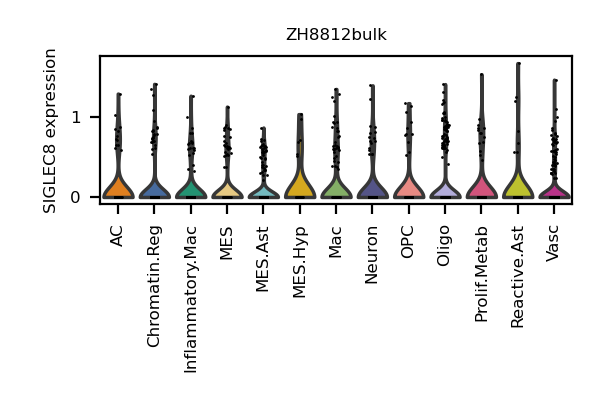 ZH8812bulk
SIGLEC8 expression
1
0
AC
Chromatin.Reg
Inflammatory.Mac
MES
MES.Ast
MES.Hyp
Mac
Neuron
OPC
Oligo
Prolif.Metab
Reactive.Ast
Vasc